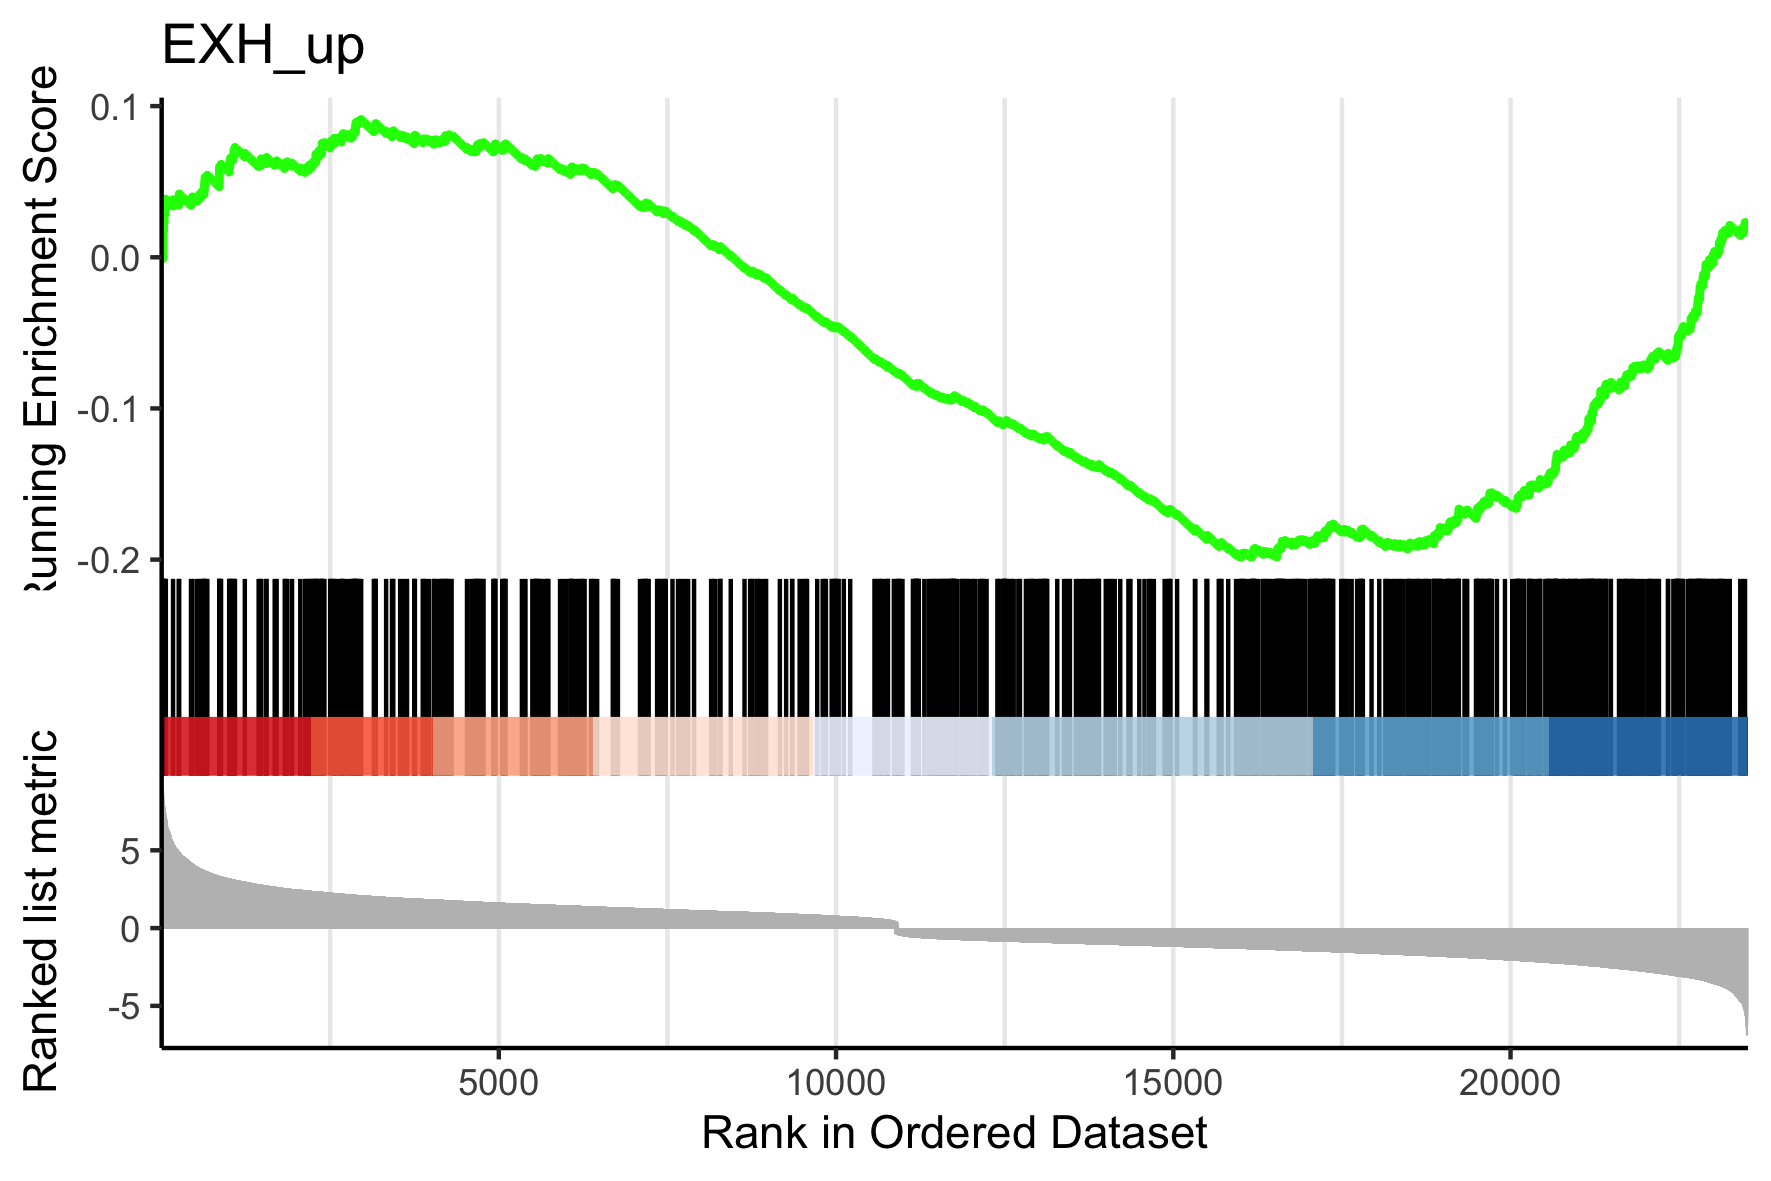 EXH_up
Running Enrichment Score
0.1
0.0
-0.1
-0.2
Ranked list metric
5
0
-5
5000
10000
15000
20000
Rank in Ordered Dataset